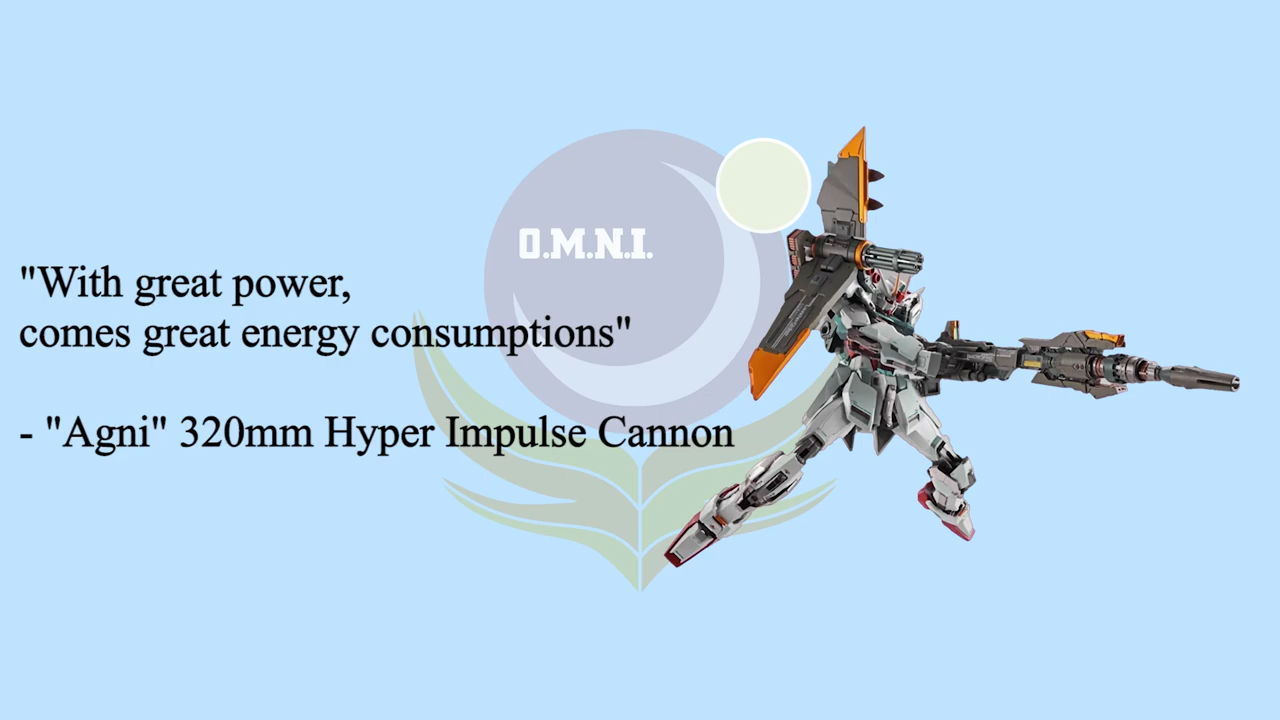 O.M.N.I.
"With great power,
comes great energy consumptions"
- "Agni" 320mm Hyper Impulse Cannon